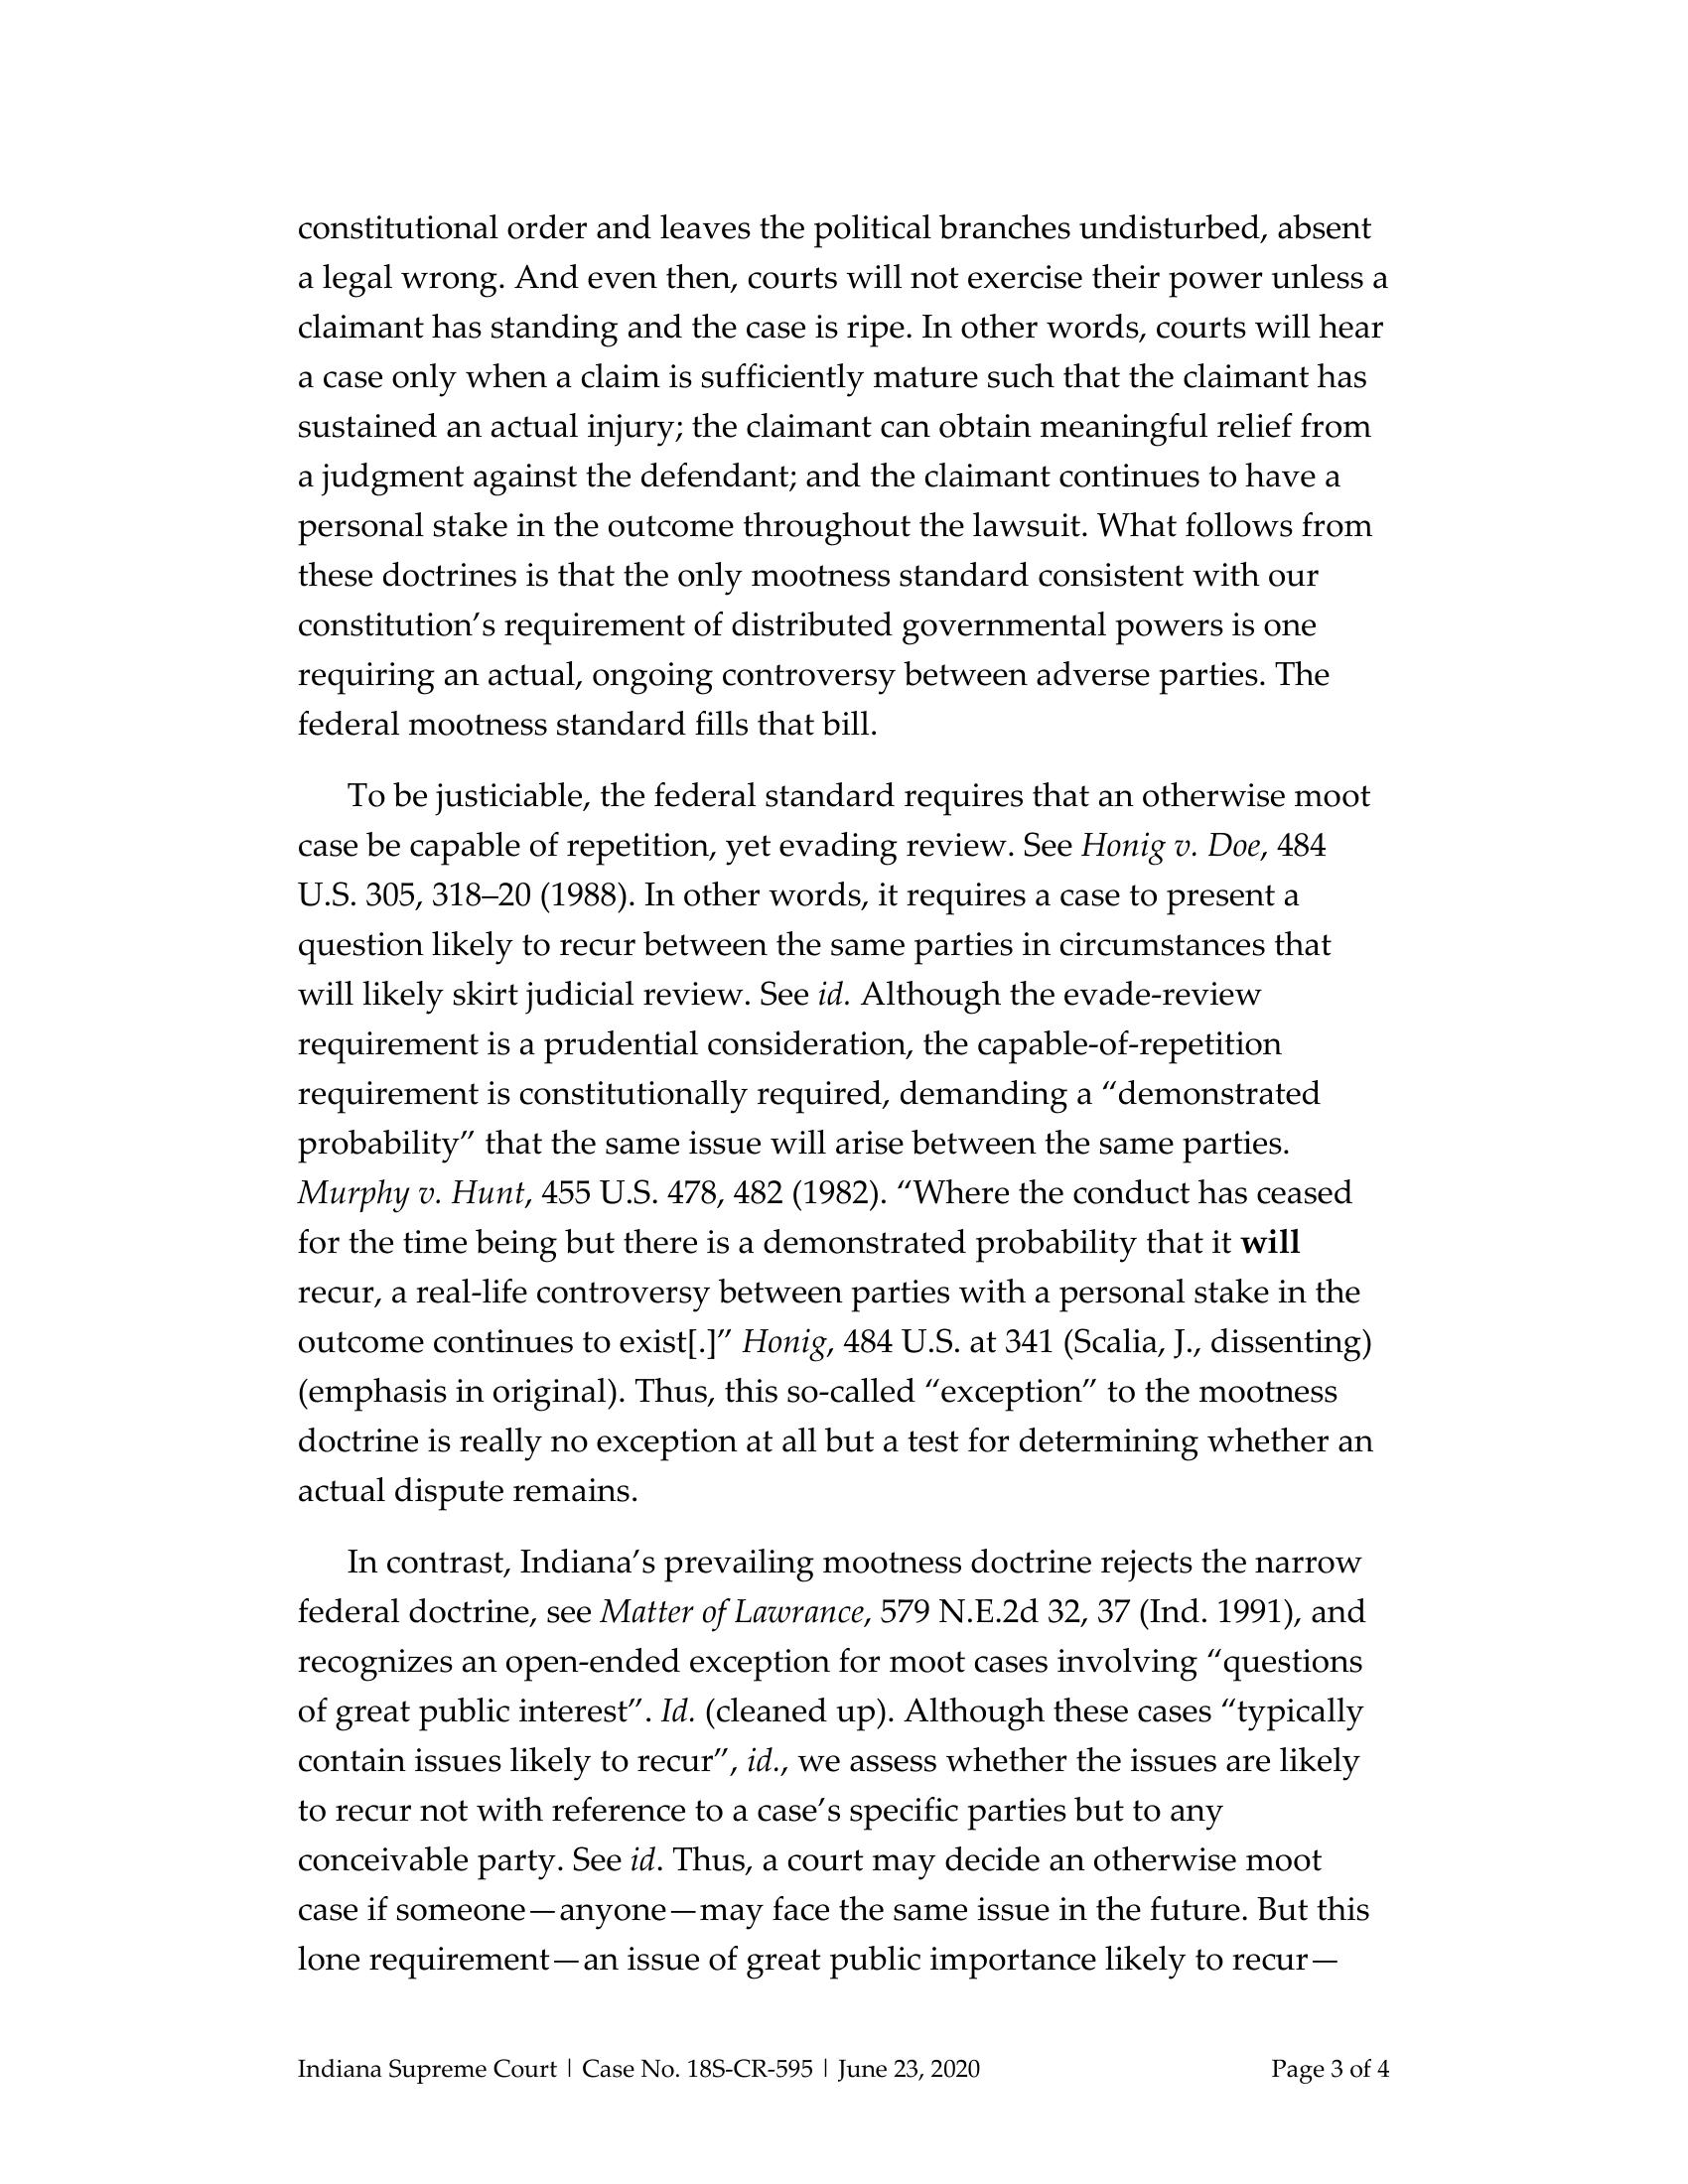 constitutional order and leaves the political branches undisturbed, absent
a legal wrong. And even then, courts will not exercise their power unless a
claimant has standing and the case is ripe. In other words, courts will hear
a case only when a claim is sufficiently mature such that the claimant has
sustained an actual injury; the claimant can obtain meaningful relief from
a judgment against the defendant; and the claimant continues to have a
personal stake in the outcome throughout the lawsuit. What follows from
these doctrines is that the only mootness standard consistent with our
constitution’s requirement of distributed governmental powers is one
requiring an actual, ongoing controversy between adverse parties. The
federal mootness standard fills that bill.
To be justiciable, the federal standard requires that an otherwise moot
case be capable of repetition, yet evading review. See Honig v. Doe, 484
U.S. 305, 318–20 (1988). In other words, it requires a case to present a
question likely to recur between the same parties in circumstances that
will likely skirt judicial review. See id. Although the evade-review
requirement is a prudential consideration, the capable-of-repetition
requirement is constitutionally required, demanding a “demonstrated
probability” that the same issue will arise between the same parties.
Murphy v. Hunt, 455 U.S. 478, 482 (1982). “Where the conduct has ceased
for the time being but there is a demonstrated probability that it will
recur, a real-life controversy between parties with a personal stake in the
outcome continues to exist[.]” Honig, 484 U.S. at 341 (Scalia, J., dissenting)
(emphasis in original). Thus, this so-called “exception” to the mootness
doctrine is really no exception at all but a test for determining whether an
actual dispute remains.
In contrast, Indiana’s prevailing mootness doctrine rejects the narrow
federal doctrine, see Matter of Lawrance, 579 N.E.2d 32, 37 (Ind. 1991), and
recognizes an open-ended exception for moot cases involving “questions
of great public interest”. Id. (cleaned up). Although these cases “typically
contain issues likely to recur”, id., we assess whether the issues are likely
to recur not with reference to a case’s specific parties but to any
conceivable party. See id. Thus, a court may decide an otherwise moot
case if someone—anyone—may face the same issue in the future. But this
lone requirement—an issue of great public importance likely to recur—
Indiana Supreme Court | Case No. 18S-CR-595 | June 23, 2020 Page 3 of 4